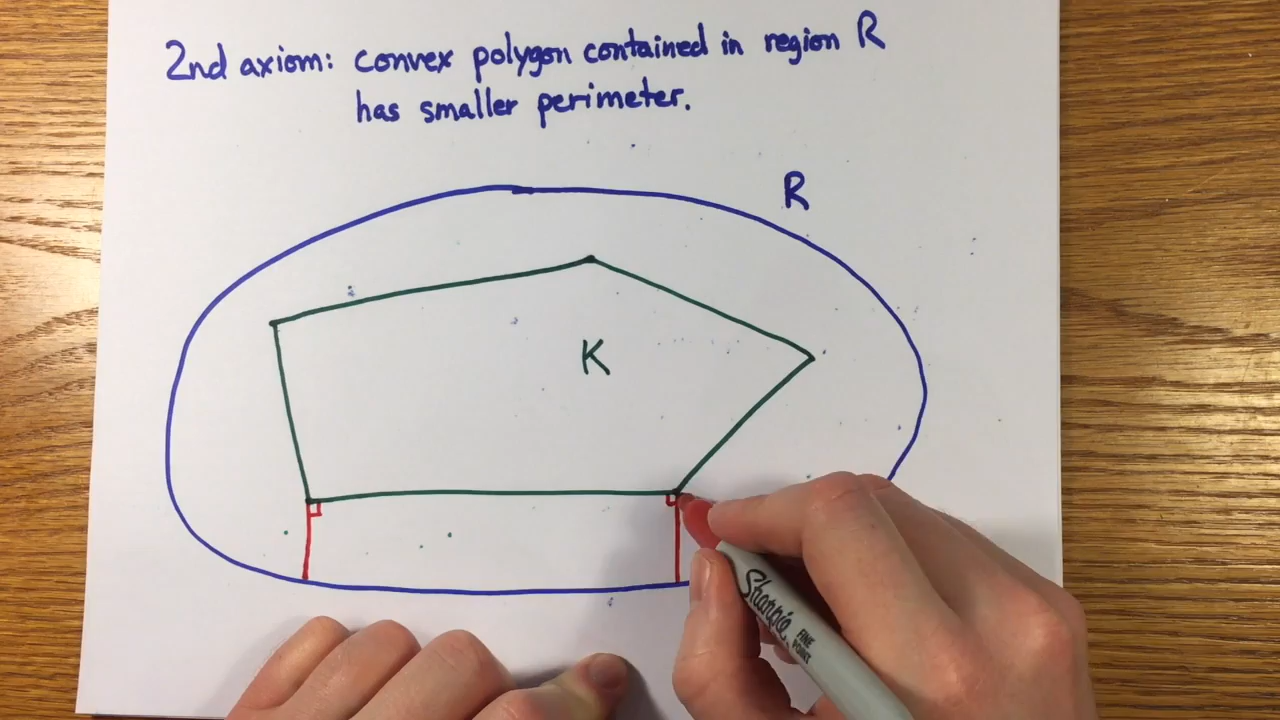 2nd axiom: convex polygon contained in region R
has smaller perimeter.
R
K
Sharpie.
FINE
POINT